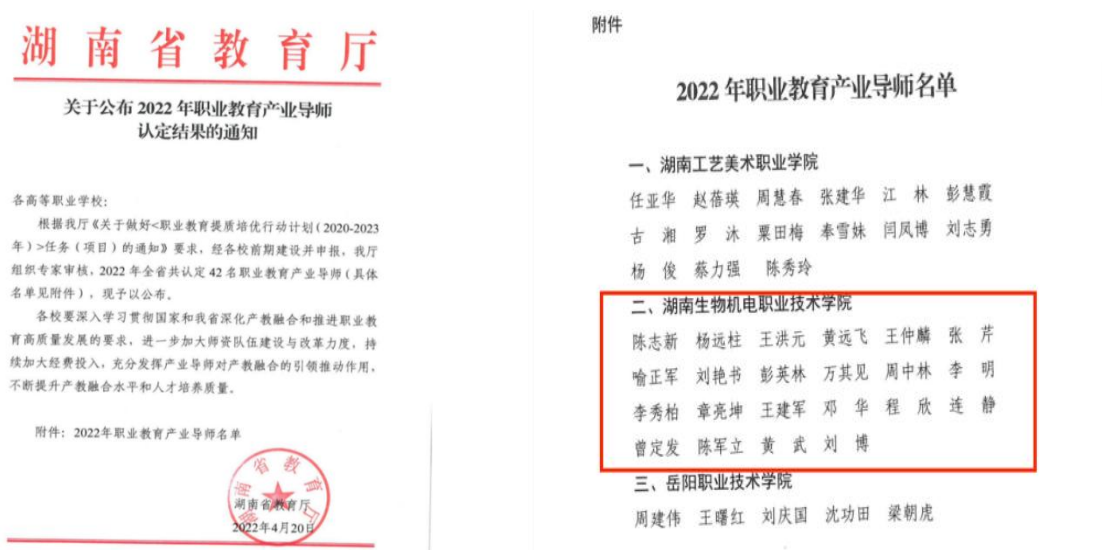 湖南省教育厅
关于公布2022年职业教育产业导师
认定结果的通知
各高等职业学校：
根据我厅《关于做好<职业教育提质培优行动计划（2020-2023
年）>任务（项目）的通知》要求，经各校前期建设并申报，我厅
组织专家审核，2022年全省共认定42名职业教育产业导师（具体
名单见附件），现予以公布。
各校要深入学习贯彻国家和我省深化产教融合和推进职业教
育高质量发展的要求，进一步加大师资队伍建设与改革力度，持
续加大经费投入，充分发挥产业导师对产教融合的引领推动作用，
不断提升产教融合水平和人才培养质量。
附件：2022年职业教育产业导师名单
湖南省教育厅
湖南省教育厅
2022年4月20日
附件
2022年职业教育产业导师名单
一、湖南工艺美术职业学院
任亚华 赵蓓瑛 周慧春 张建华 江 林 彭慧霞
古 湘 罗 沐 粟田梅 奉雪妹 闫凤博 刘志勇
杨 俊 蔡力强 陈秀玲
二、湖南生物机电职业技术学院
陈志新 杨远柱 王洪元 黄远飞 王仲麟 张 芹
喻正军 刘艳书 彭英林 万其见 周中林 李 明
李秀柏 章亮坤 王建军 邓 华 程 欣 连 静
曾定发 陈军立 黄 武 刘 博
三、岳阳职业技术学院
周建伟 王曙红 刘庆国 沈功田 梁朝虎